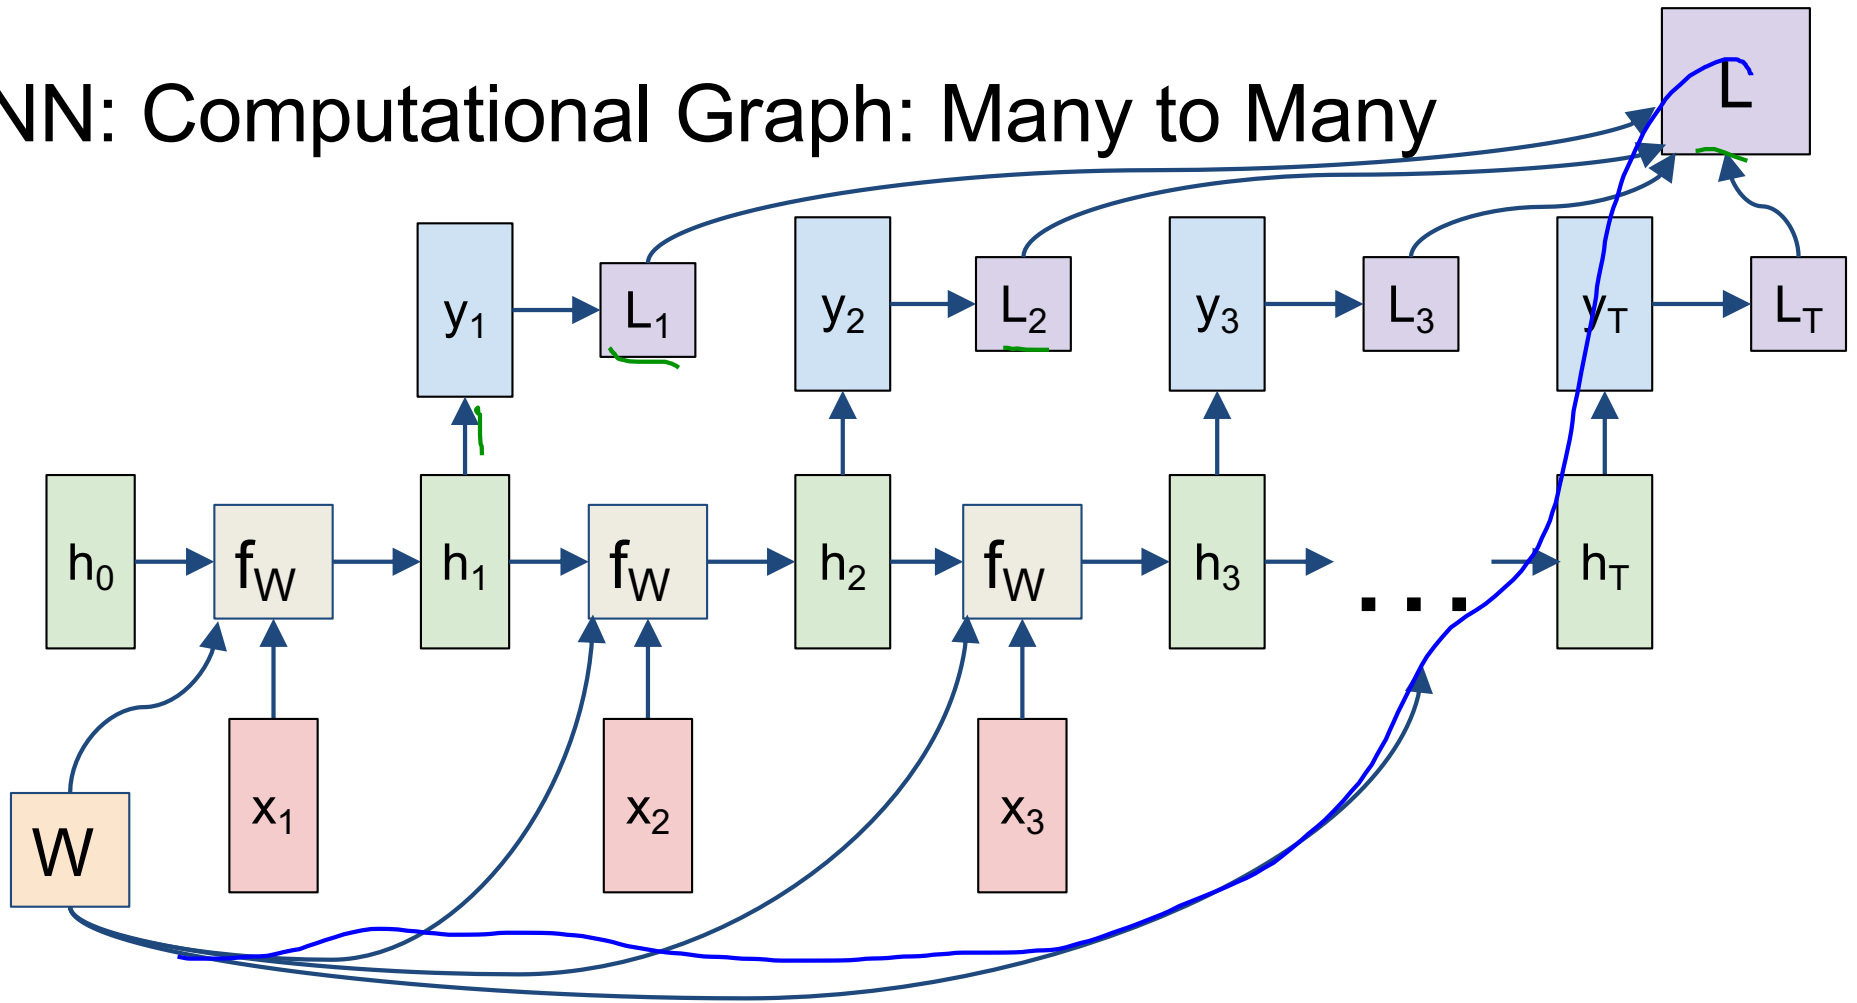 NN: Computational Graph: Many to Many
L
y1 L1 y2 L2 y3 L3 yT LT
h0 fW h1 fW h2 fW h3 ... hT
x1 x2 x3
W